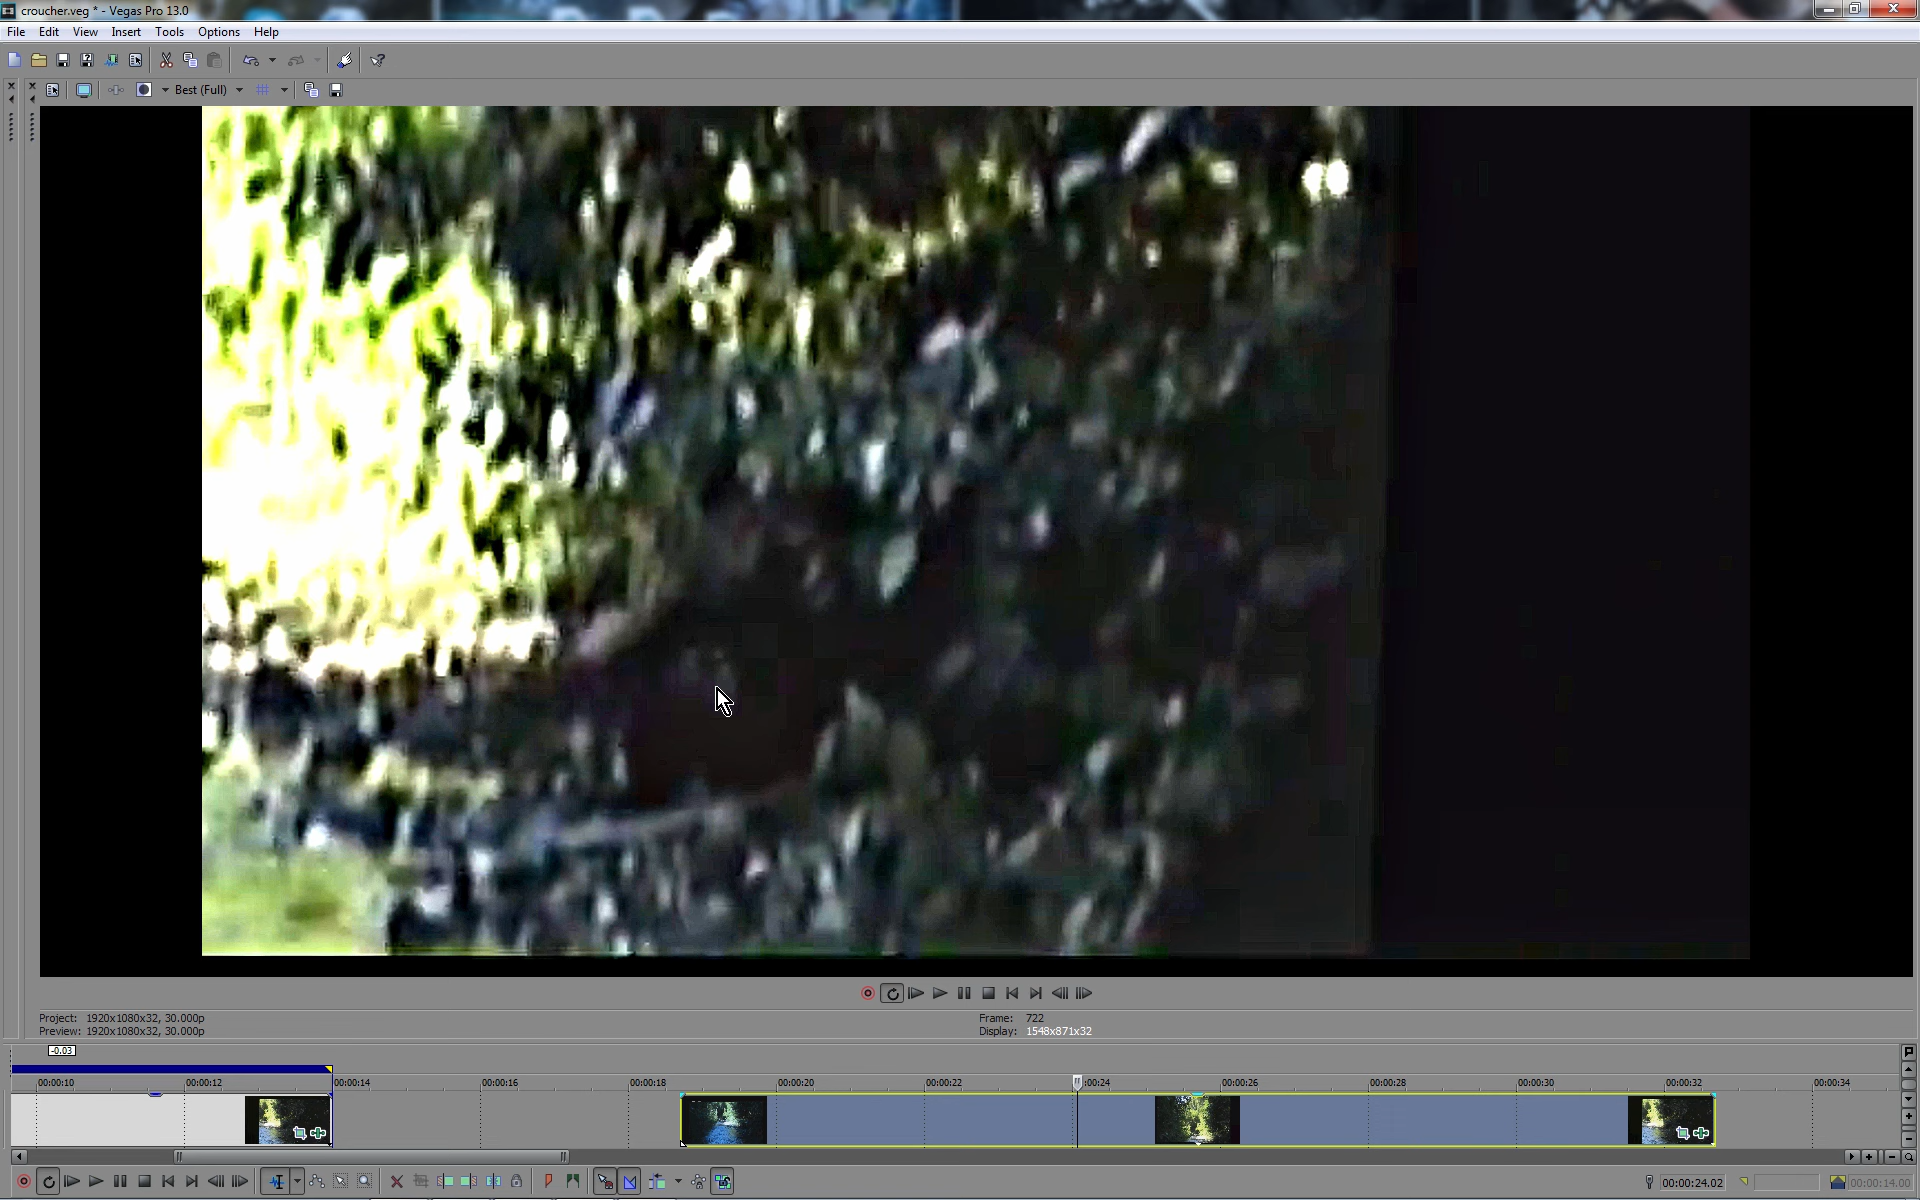 croucher.veg * - Vegas Pro 13.0
File Edit View Insert Tools Options Help
Best (Full)
Project: 1920x1080x32, 30.000p
Preview: 1920x1080x32, 30.000p
Frame: 722
Display: 1548x871x32
-0.03
00:00:10 00:00:12 00:00:14 00:00:16 00:00:18 00:00:20 00:00:22 :00:24 00:00:26 00:00:28 00:00:30 00:00:32 00:00:34
00:00:24.02 00:00:14.00